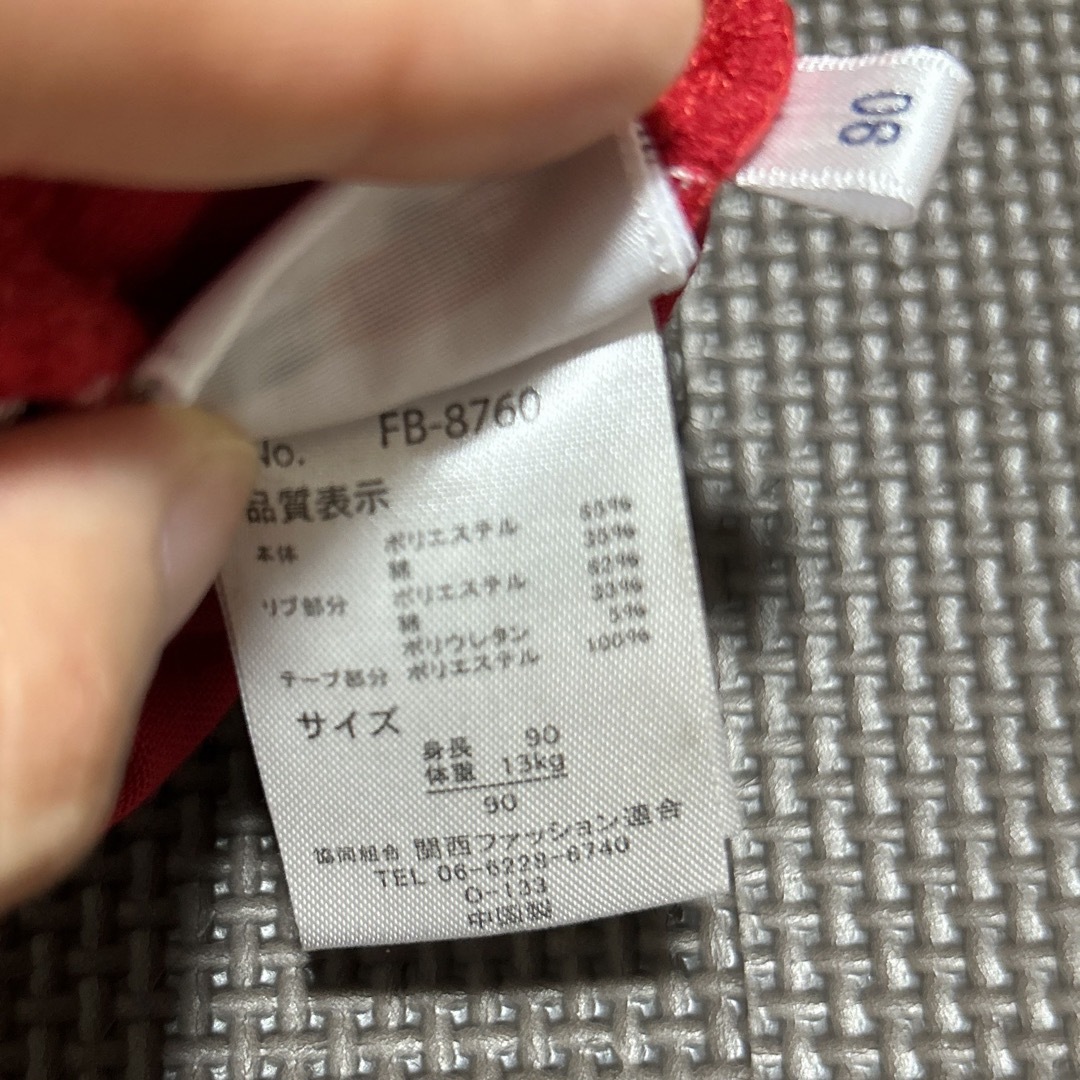 90
No. FB-8760
品質表示
本体 ポリエステル 65%
綿 35%
リブ部分 ポリエステル 62%
綿 33%
ポリウレタン 5%
テープ部分 ポリエステル 100%
サイズ
身長 90
体重 13kg
90
協同組合 関西ファッション連合
TEL 06-6228-6740
O-133
中国製